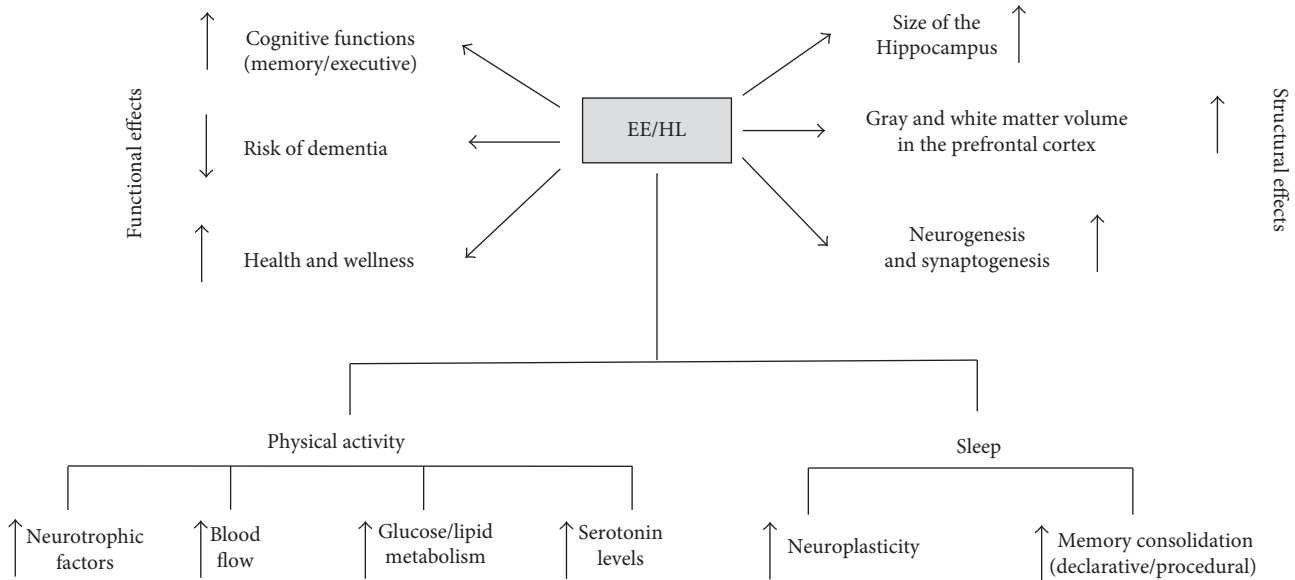 Functional effects
Cognitive functions
(memory/executive)
Risk of dementia
Health and wellness
EE/HL
Size of the
Hippocampus
Gray and white matter volume
in the prefrontal cortex
Neurogenesis
and synaptogenesis
Structural effects
Physical activity
Sleep
Neurotrophic
factors
Blood
flow
Glucose/lipid
metabolism
Serotonin
levels
Neuroplasticity
Memory consolidation
(declarative/procedural)